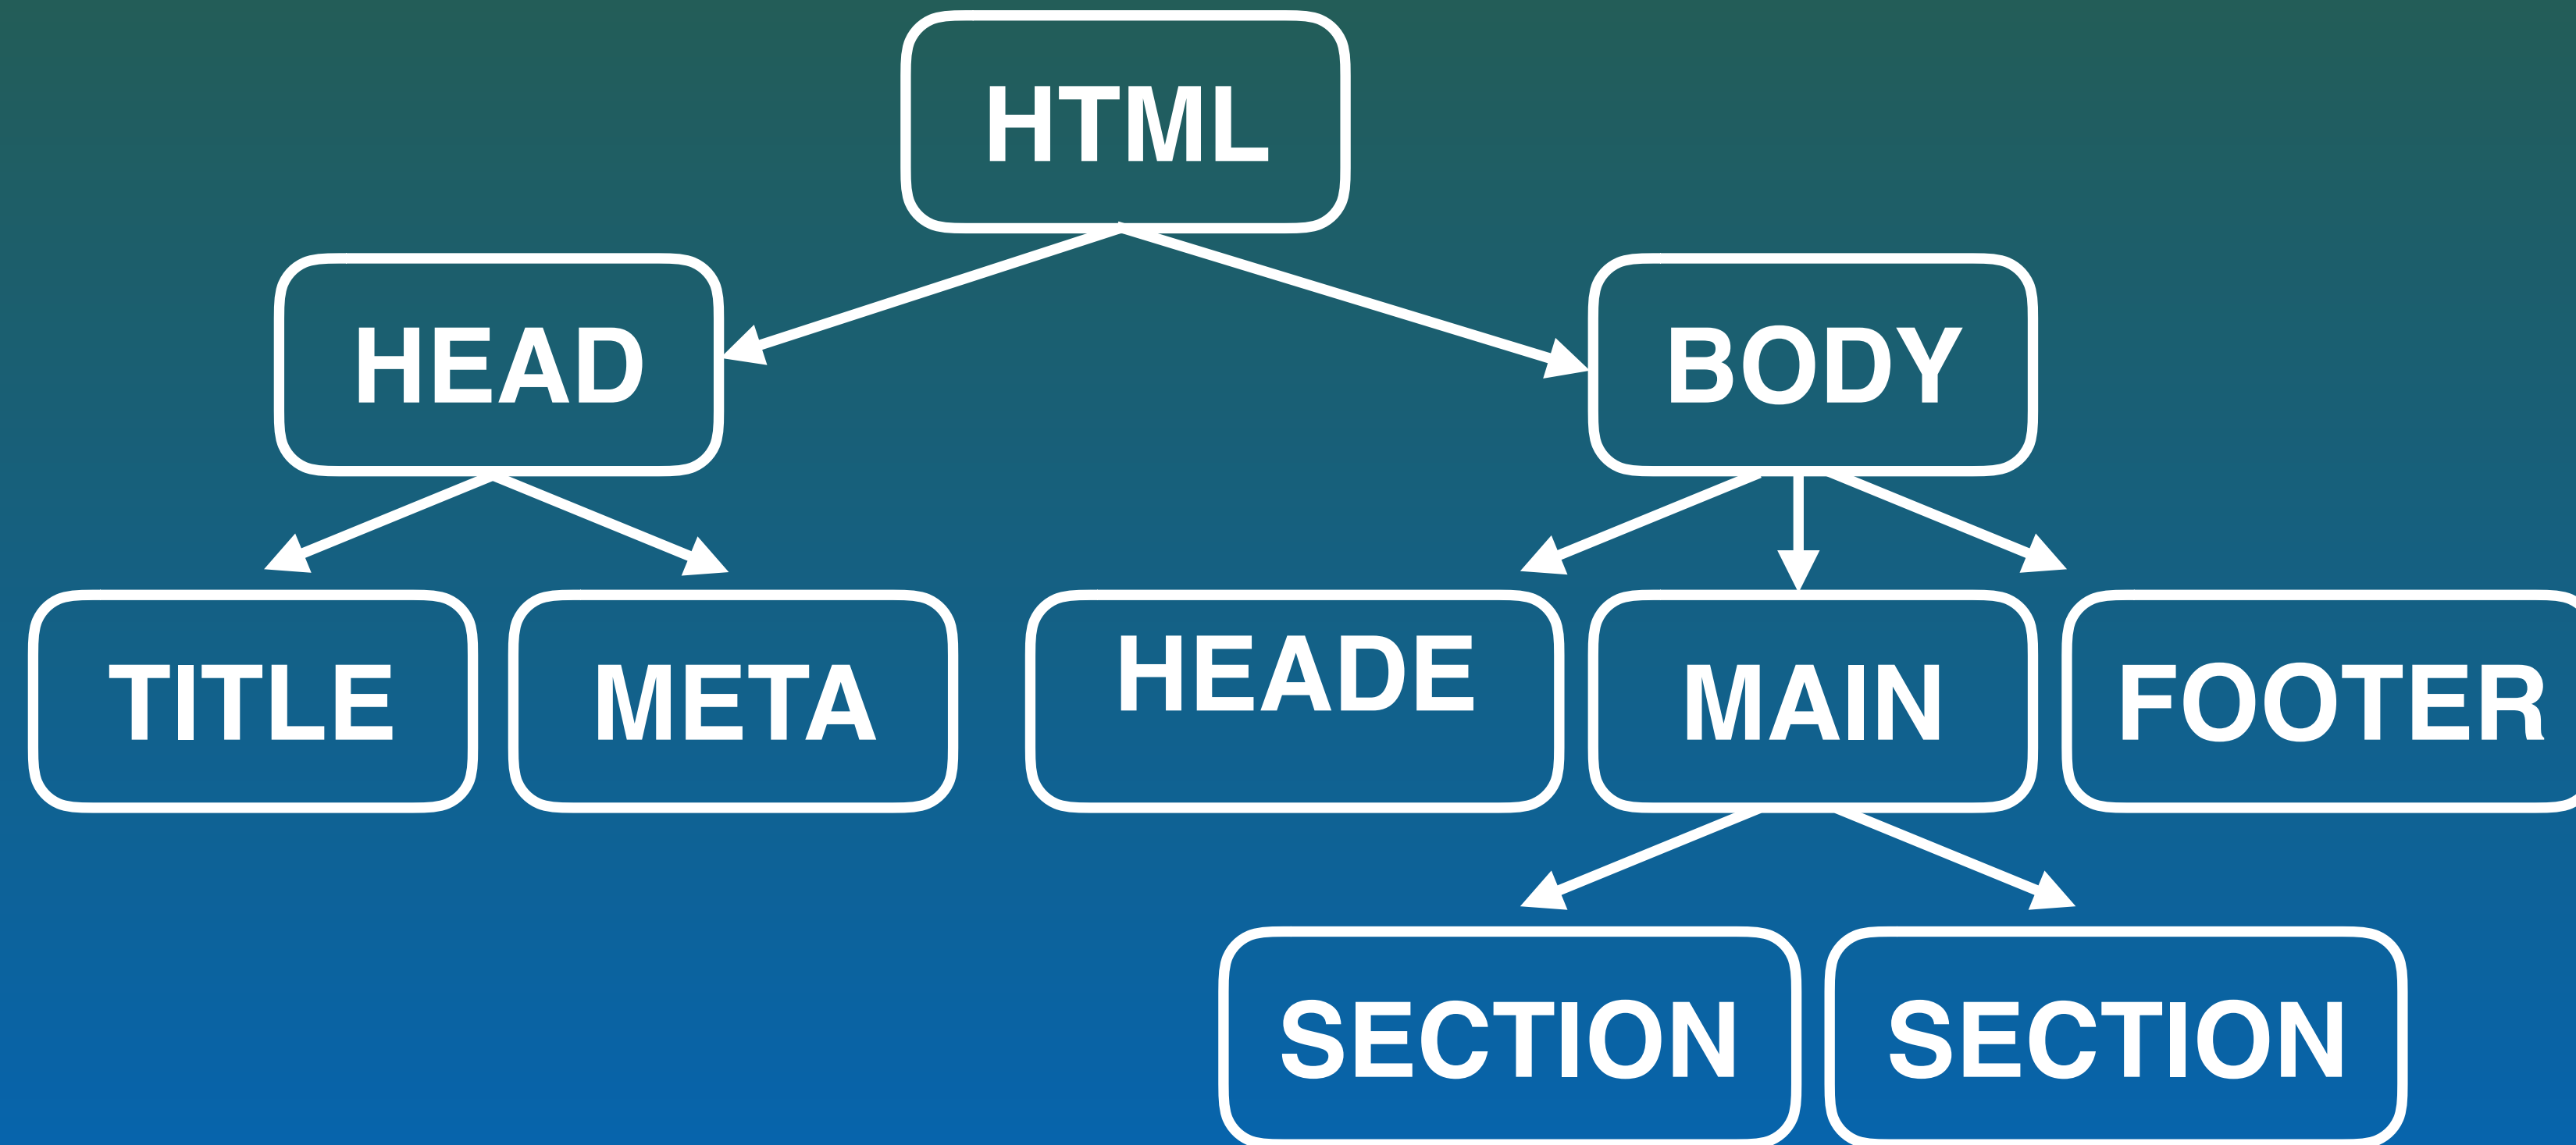 HTML
HEAD
BODY
TITLE
META
HEADE
MAIN
FOOTER
SECTION
SECTION